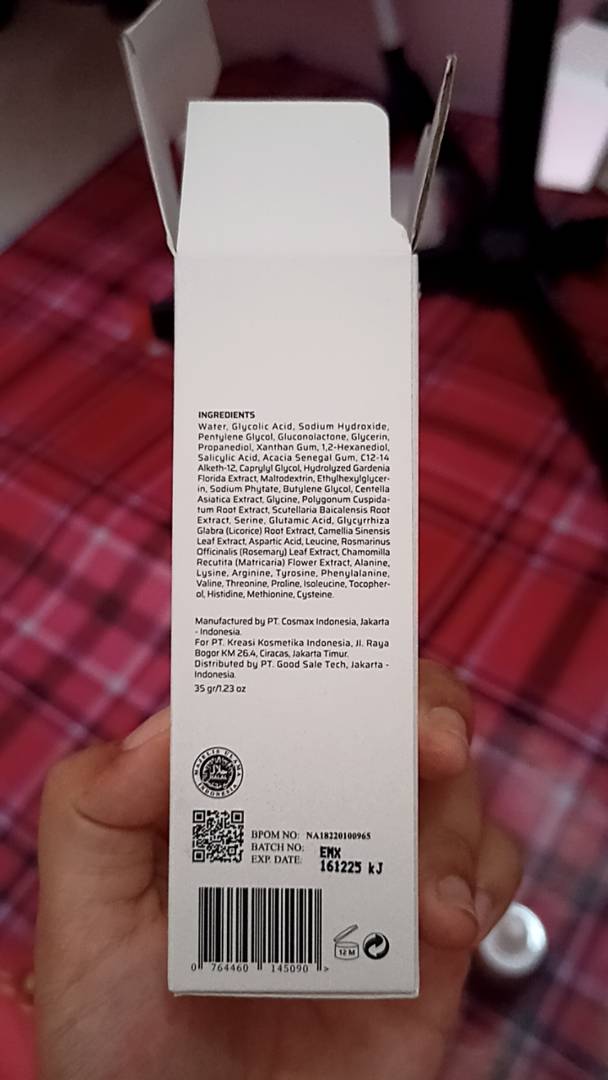 INGREDIENTS
Water, Glycolic Acid, Sodium Hydroxide,
Pentylene Glycol, Gluconolactone, Glycerin,
Propanediol, Xanthan Gum, 1,2-Hexanediol,
Salicylic Acid, Acacia Senegal Gum, C12-14
Alketh-12, Caprylyl Glycol, Hydrolyzed Gardenia
Florida Extract, Maltodextrin, Ethylhexylglycer-
in, Sodium Phytate, Butylene Glycol, Centella
Asiatica Extract, Glycine, Polygonum Cuspida-
tum Root Extract, Scutellaria Baicalensis Root
Extract, Serine, Glutamic Acid, Glycyrrhiza
Glabra (Licorice) Root Extract, Camellia Sinensis
Leaf Extract, Aspartic Acid, Leucine, Rosmarinus
Officinalis (Rosemary) Leaf Extract, Chamomilla
Recutita (Matricaria) Flower Extract, Alanine,
Lysine, Arginine, Tyrosine, Phenylalanine,
Valine, Threonine, Proline, Isoleucine, Tocopher-
ol, Histidine, Methionine, Cysteine.
Manufactured by PT. Cosmax Indonesia, Jakarta
- Indonesia.
For PT. Kreasi Kosmetika Indonesia, Jl. Raya
Bogor KM 26.4, Ciracas, Jakarta Timur.
Distributed by PT. Good Sale Tech, Jakarta -
Indonesia.
35 gr/1.23 oz
MAJELIS ULAMA
حلال
HALAL
INDONESIA
BPOM NO: NA18220100965
BATCH NO: EMX
EXP. DATE: 161225 kJ
12 M
0 764460 145090 >